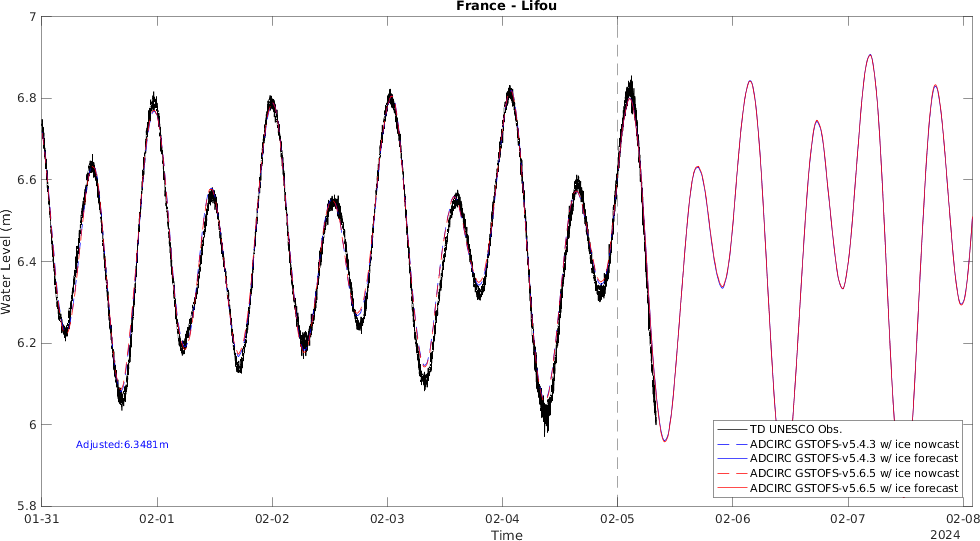 France - Lifou
Water Level (m)
7
6.8
6.6
6.4
6.2
6
5.8
Adjusted:6.3481m
TD UNESCO Obs.
ADCIRC GSTOFS-v5.4.3 w/ ice nowcast
ADCIRC GSTOFS-v5.4.3 w/ ice forecast
ADCIRC GSTOFS-v5.6.5 w/ ice nowcast
ADCIRC GSTOFS-v5.6.5 w/ ice forecast
01-31 02-01 02-02 02-03 02-04 02-05 02-06 02-07 02-08
Time
2024